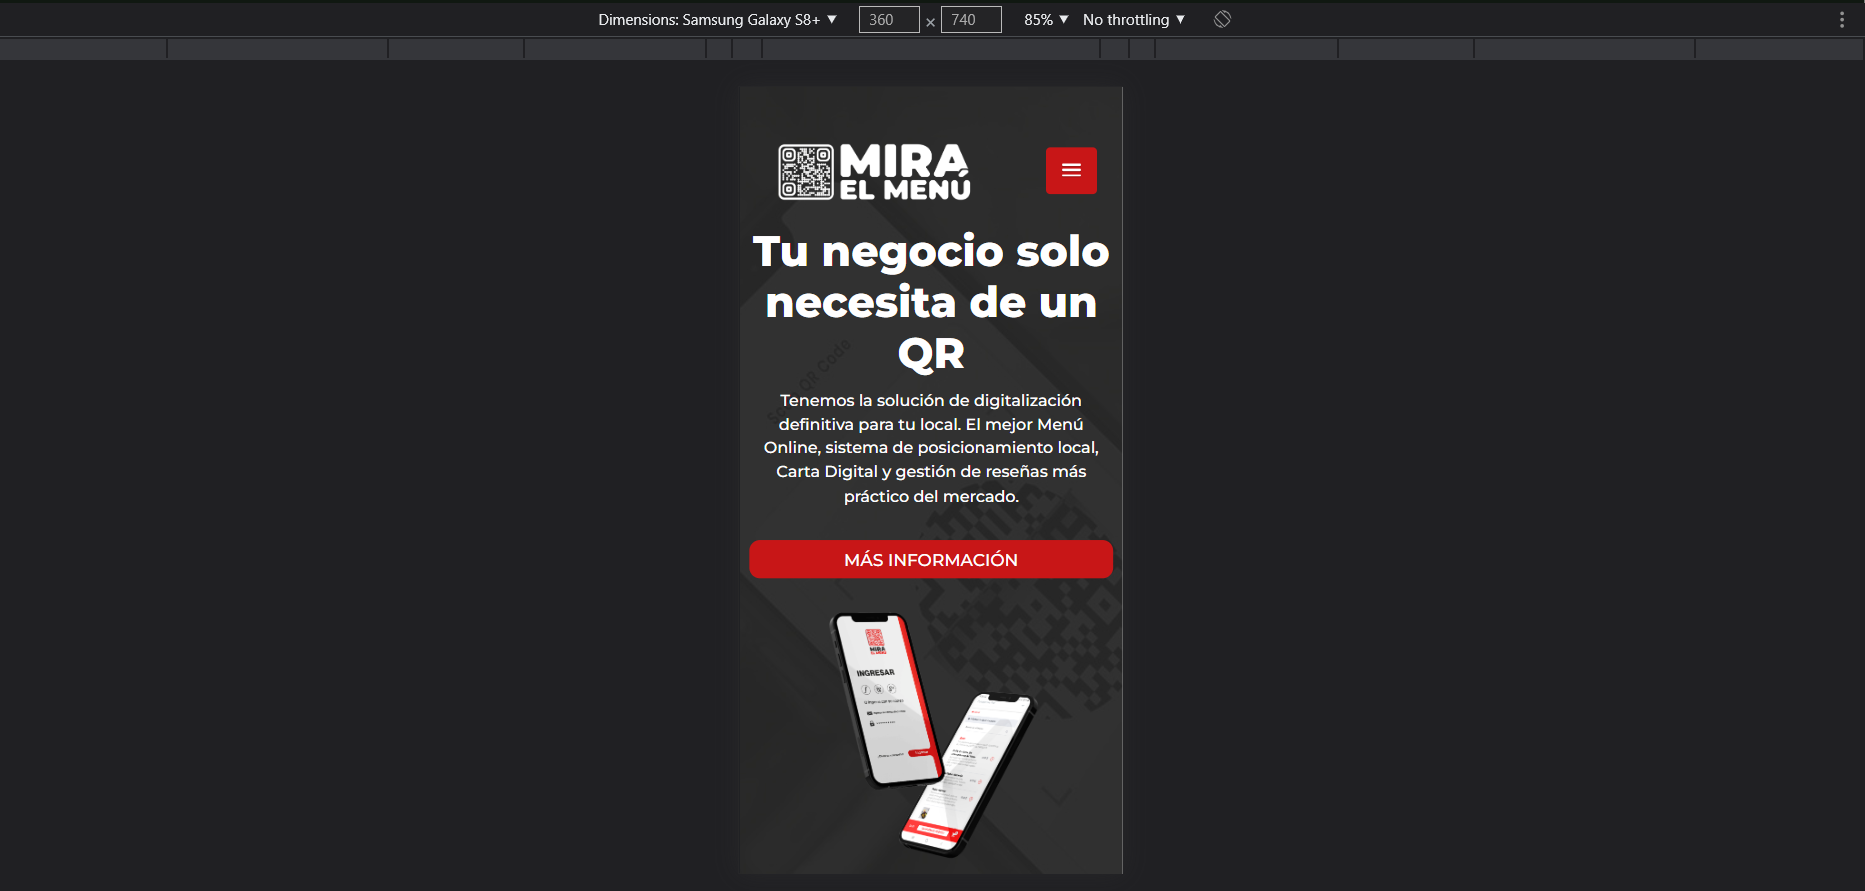 Dimensions: Samsung Galaxy S8+ ▼ 360 × 740 85% ▼ No throttling ▼
MIRA
EL MENÚ
Tu negocio solo
necesita de un
QR
QR Code
Tenemos la solución de digitalización
definitiva para tu local. El mejor Menú
Online, sistema de posicionamiento local,
Carta Digital y gestión de reseñas más
práctico del mercado.
MÁS INFORMACIÓN
MIRA
EL MENÚ
INGRESAR